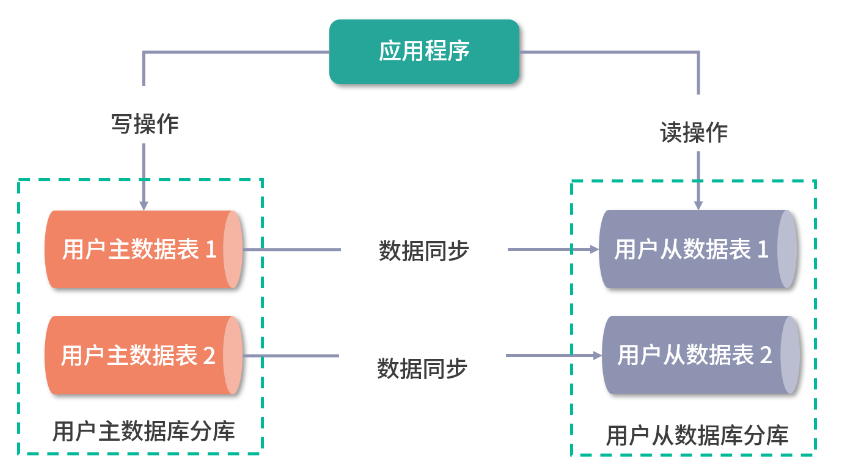 应用程序
写操作
读操作
用户主数据表 1
数据同步
用户从数据表 1
用户主数据表 2
数据同步
用户从数据表 2
用户主数据库分库
用户从数据库分库